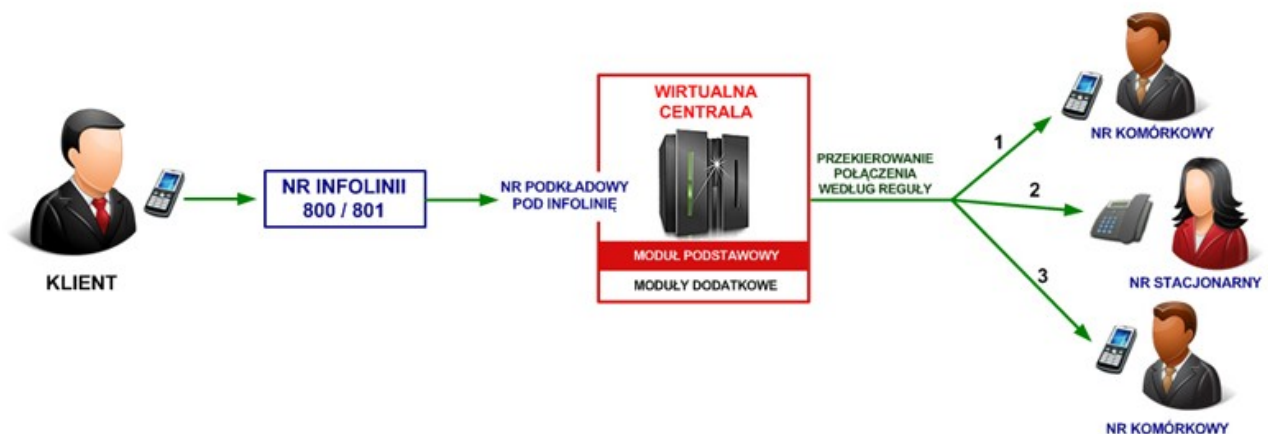 KLIENT
NR INFOLINII
800 / 801
NR PODKŁADOWY
POD INFOLINIĘ
WIRTUALNA
CENTRALA
MODUŁ PODSTAWOWY
MODUŁY DODATKOWE
PRZEKIEROWANIE
POŁĄCZENIA
WEDŁUG REGUŁY
1
NR KOMÓRKOWY
2
NR STACJONARNY
3
NR KOMÓRKOWY